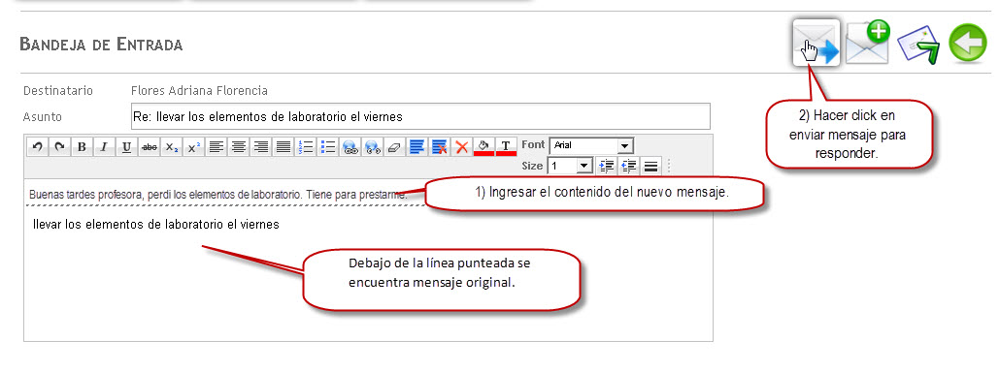 BANDEJA DE ENTRADA
Destinatario Flores Adriana Florencia
Asunto Re: llevar los elementos de laboratorio el viernes
2) Hacer click en
enviar mensaje para
responder.
B I U abc X₂ X² Font Arial
Size 1
Buenas tardes profesora, perdi los elementos de laboratorio. Tiene para prestarme.
1) Ingresar el contenido del nuevo mensaje.
llevar los elementos de laboratorio el viernes
Debajo de la línea punteada se
encuentra mensaje original.